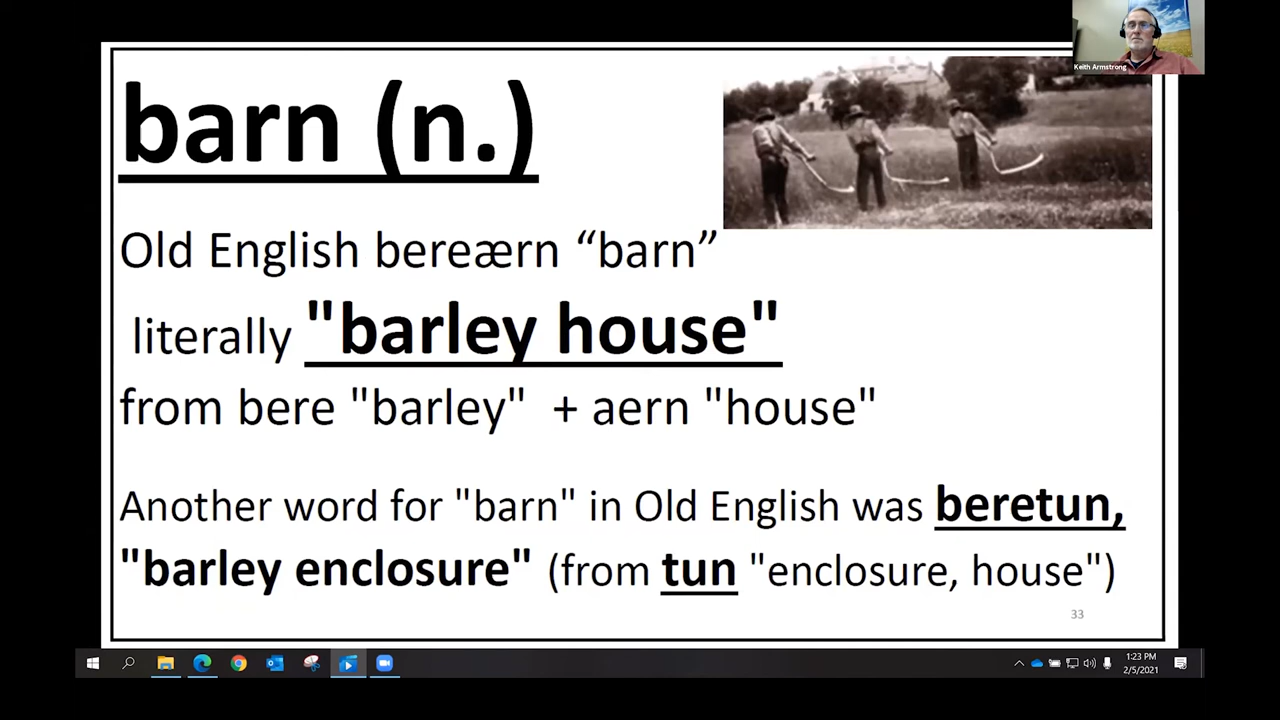 Keith Armstrong
barn (n.)
Old English bereærn “barn”
literally "barley house"
from bere "barley" + aern "house"
Another word for "barn" in Old English was beretun,
"barley enclosure" (from tun "enclosure, house")
33
1:23 PM
2/5/2021